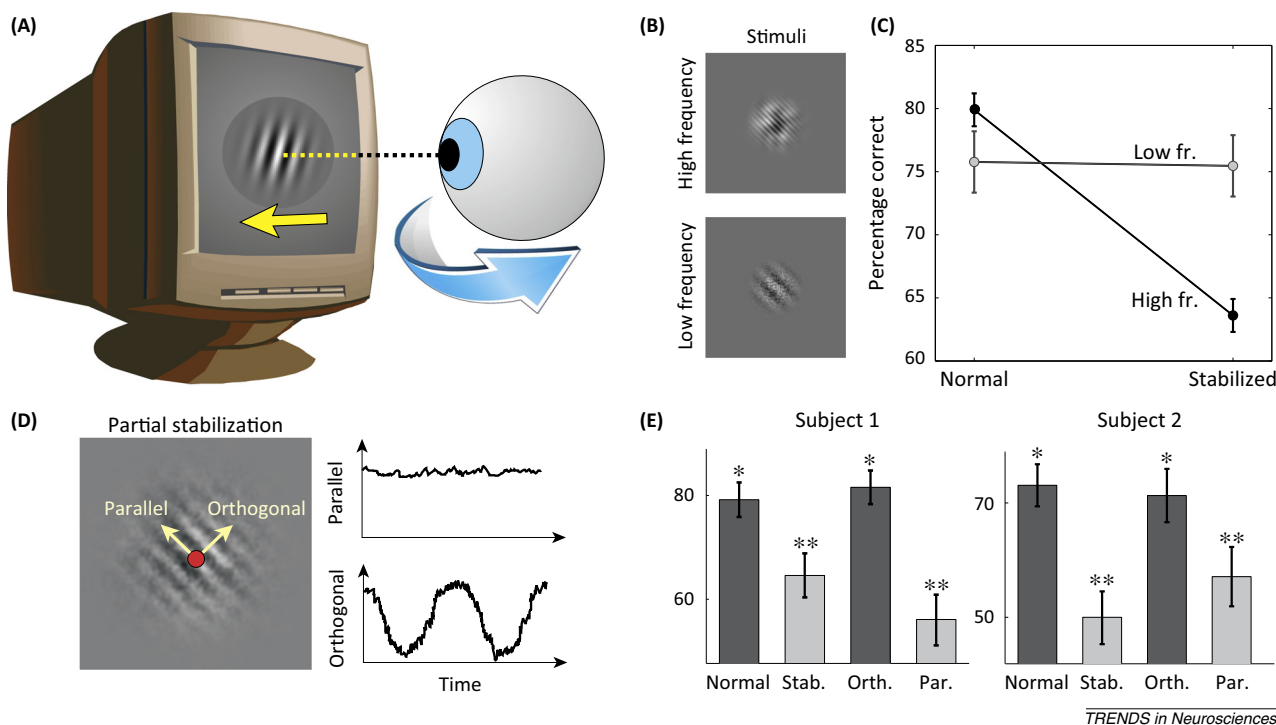 (A)
(B)
Stimuli
High frequency
Low frequency
(C)
Percentage correct
85
80
75
70
65
60
Low fr.
High fr.
Normal Stabilized
(D)
Partial stabilization
Parallel Orthogonal
Parallel
Orthogonal
Time
(E)
Subject 1
80
60
* ** * **
Normal Stab. Orth. Par.
Subject 2
70
50
* ** * **
Normal Stab. Orth. Par.
TRENDS in Neurosciences